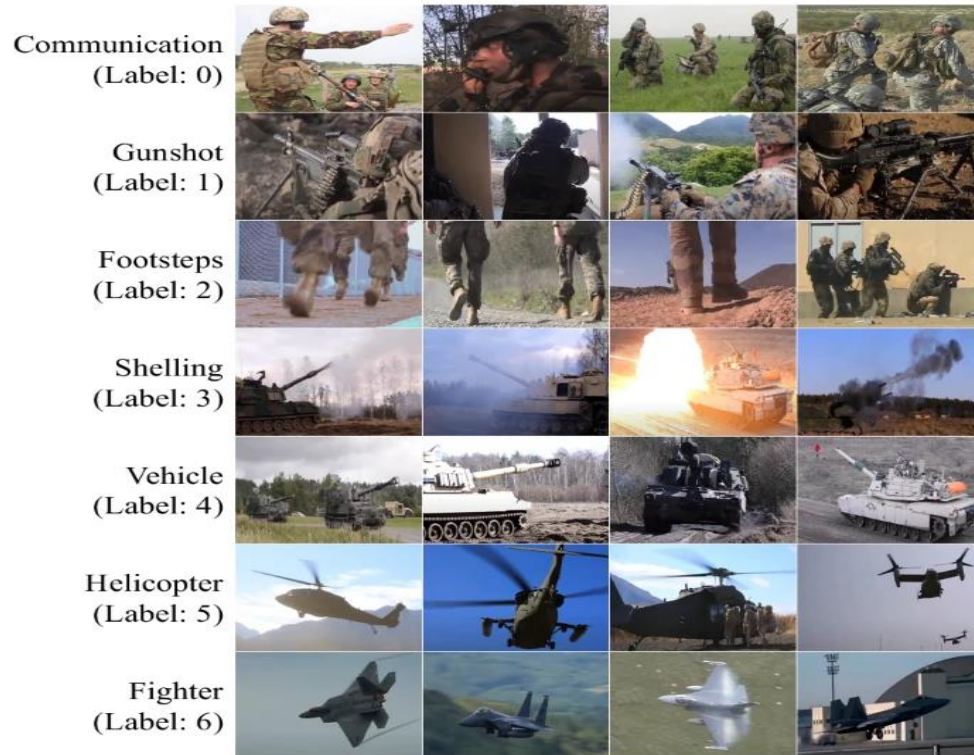 Communication
(Label: 0)
Gunshot
(Label: 1)
Footsteps
(Label: 2)
Shelling
(Label: 3)
Vehicle
(Label: 4)
Helicopter
(Label: 5)
Fighter
(Label: 6)